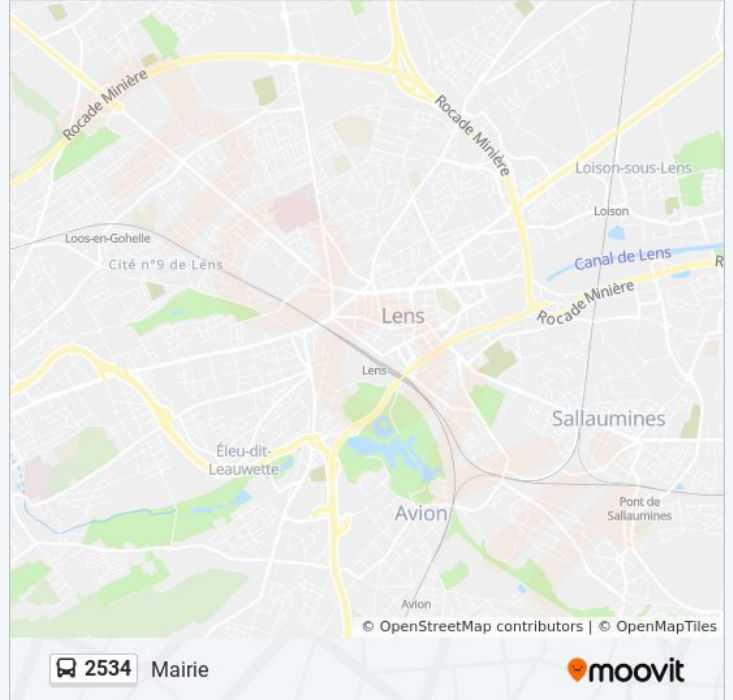 Rocade Minière
Rocade Minière
Loison-sous-Lens
Loison
Loos-en-Gohelle
Canal de Lens
Cité n°9 de Lens
R
Rocade Minière
Lens
Lens
Sallaumines
Éleu-dit-
Leauwette
Pont de
Sallaumines
Avion
Avion
© OpenStreetMap contributors | © OpenMapTiles
2534 Mairie
moovit